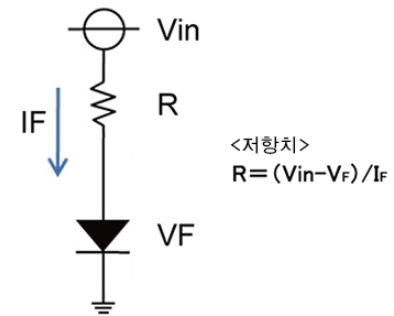 Vin
R
IF
<저항치>
R=(Vin-VF)/IF
VF